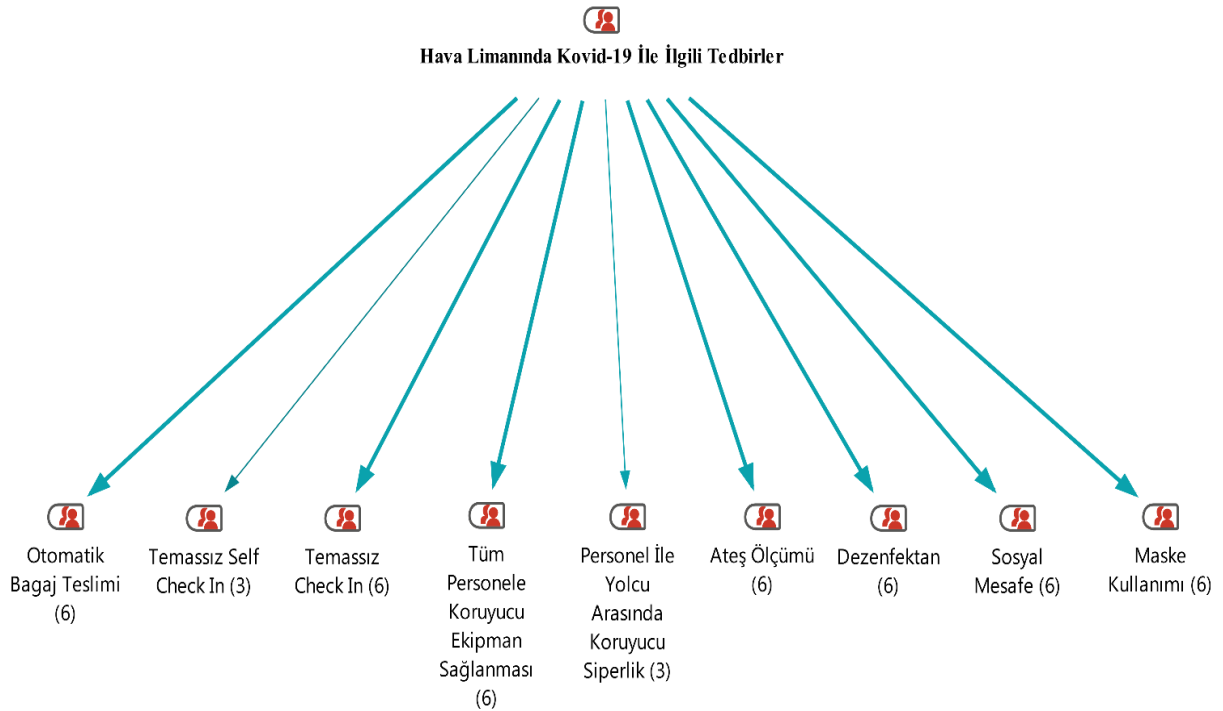 Hava Limanında Kovid-19 İle İlgili Tedbirler
Otomatik
Bagaj Teslimi
(6)
Temassız Self
Check In (3)
Temassız
Check In (6)
Tüm
Personele
Koruyucu
Ekipman
Sağlanması
(6)
Personel İle
Yolcu
Arasında
Koruyucu
Siperlik (3)
Ateş Ölçümü
(6)
Dezenfektan
(6)
Sosyal
Mesafe (6)
Maske
Kullanımı (6)